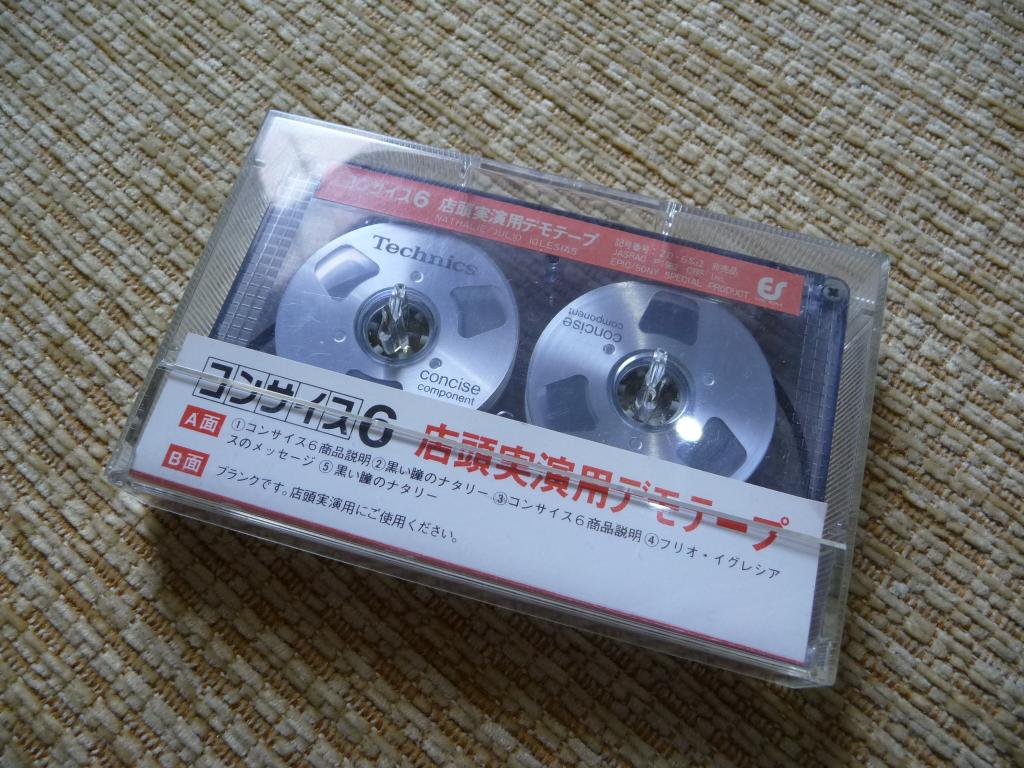 コンサイス6 店頭実演用デモテープ
NATHALIE/JULIO IGLESIAS
非売品
EPIC/SONY SPECIAL PRODUCT
ES
Technics
concise
component
concise
component
コンサイス6 店頭実演用デモテープ
A面 ①コンサイス6商品説明②黒い瞳のナタリー③コンサイス6商品説明④フリオ・イグレシア
スのメッセージ⑤黒い瞳のナタリー
B面 ブランクです。店頭実演用にご使用ください。